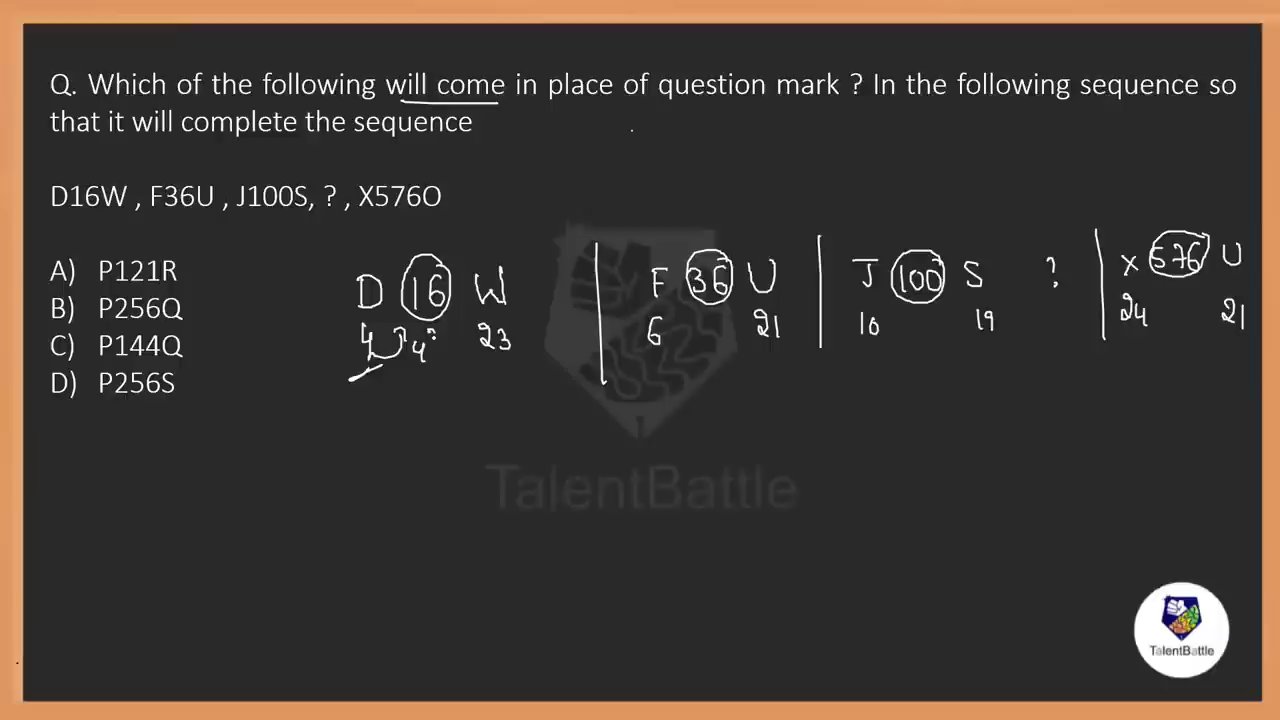 Q. Which of the following will come in place of question mark ? In the following sequence so
that it will complete the sequence
D16W , F36U , J100S, ? , X576O
A) P121R
B) P256Q
C) P144Q
D) P256S
D 16 W F 36 U J 100 S ? X 576 U
4 4² 23 6 21 10 19 24 21
TalentBattle
TalentBattle